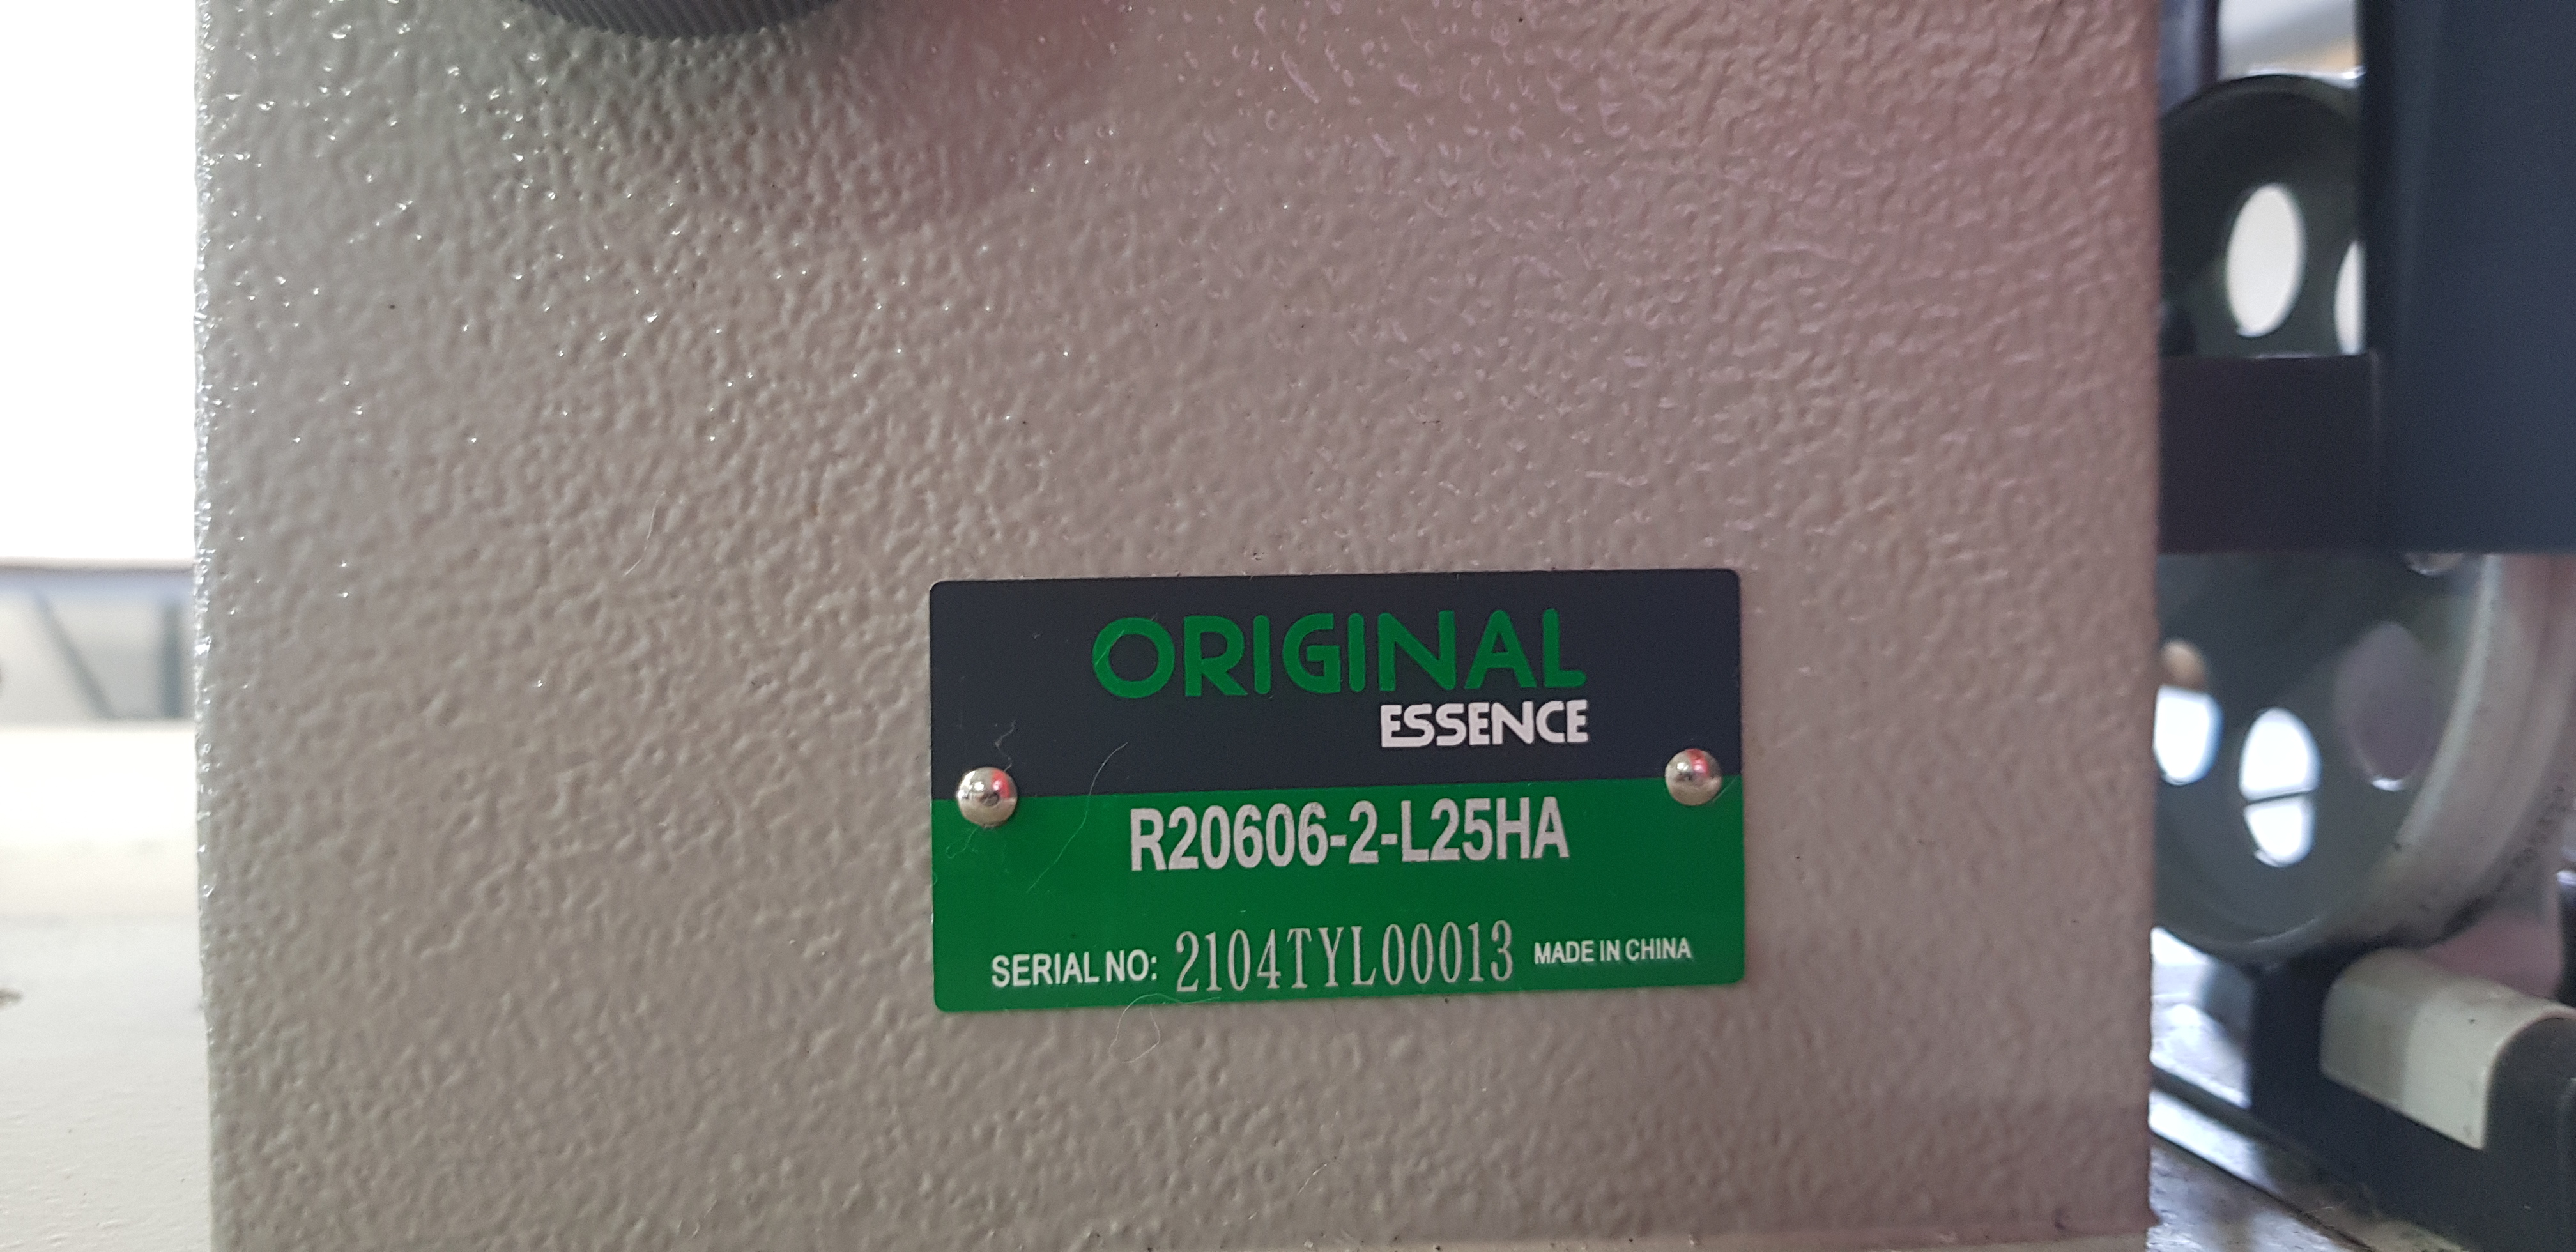 ORIGINAL
ESSENCE
R20606-2-L25HA
SERIAL NO: 2104TYL00013 MADE IN CHINA